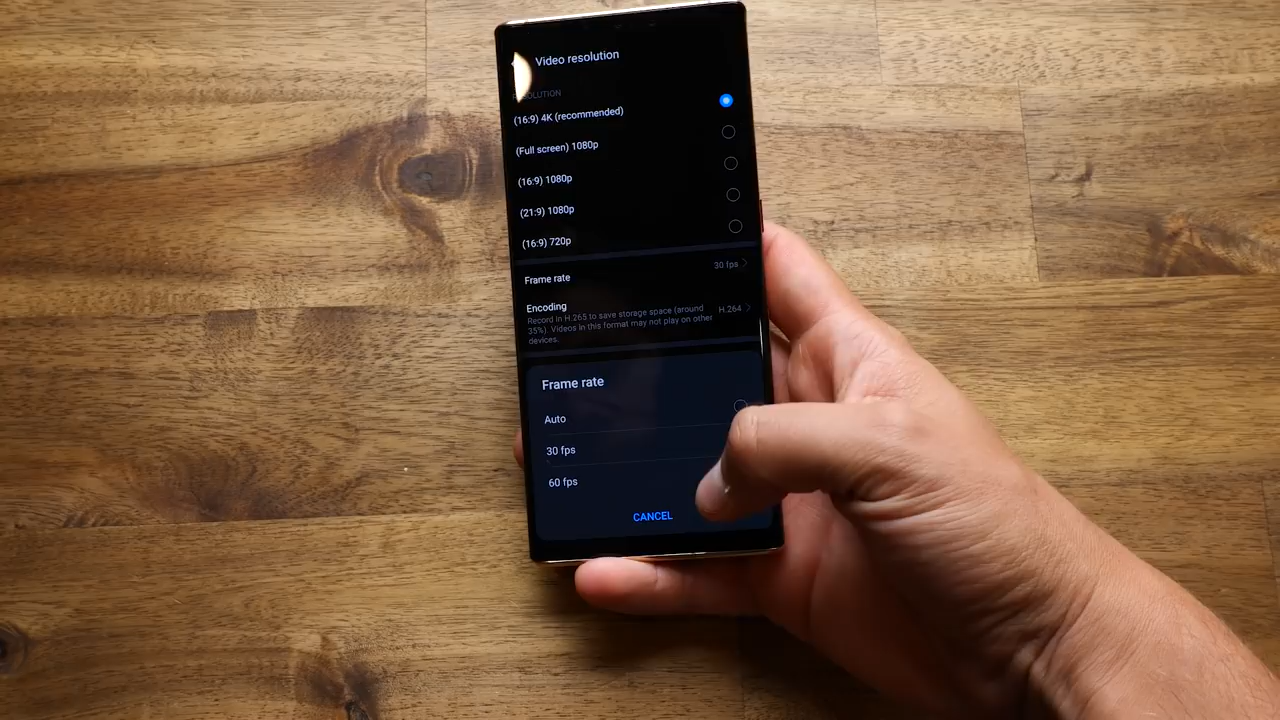 Video resolution
RESOLUTION
(16:9) 4K (recommended)
(Full screen) 1080p
(16:9) 1080p
(21:9) 1080p
(16:9) 720p
Frame rate 30 fps
Encoding
Record in H.265 to save storage space (around H.264
35%). Videos in this format may not play on other
devices.
Frame rate
Auto
30 fps
60 fps
CANCEL